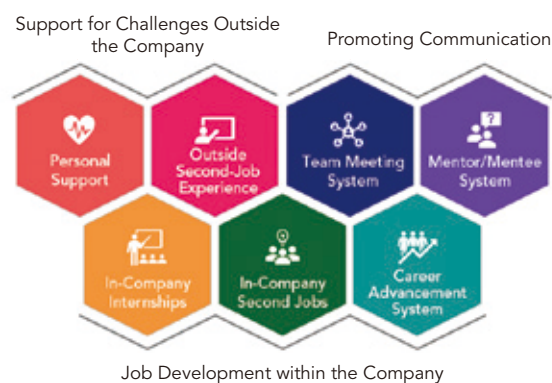 Support for Challenges Outside
the Company
Promoting Communication
Personal
Support
Outside
Second-Job
Experience
Team Meeting
System
Mentor/Mentee
System
?
In-Company
Internships
In-Company
Second Jobs
Career
Advancement
System
Job Development within the Company